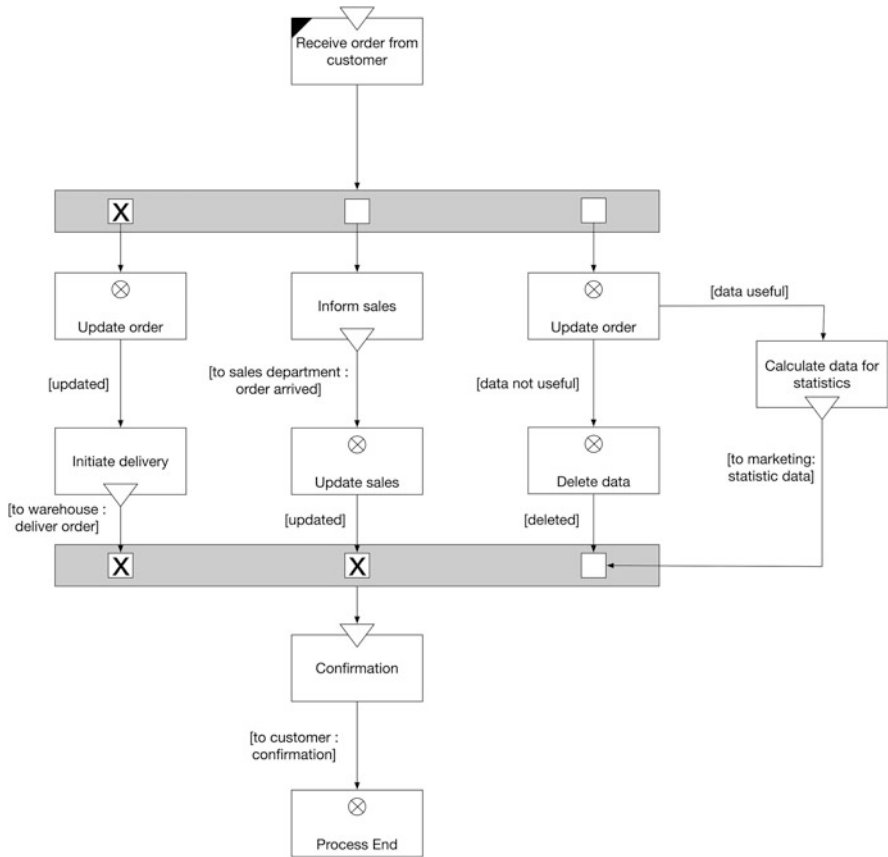 Receive order from
customer
X
Update order
Inform sales
Update order
[data useful]
[updated]
[to sales department :
order arrived]
[data not useful]
Calculate data for
statistics
Initiate delivery
Update sales
Delete data
[to marketing:
statistic data]
[to warehouse :
deliver order]
[updated]
[deleted]
X
X
Confirmation
[to customer :
confirmation]
Process End